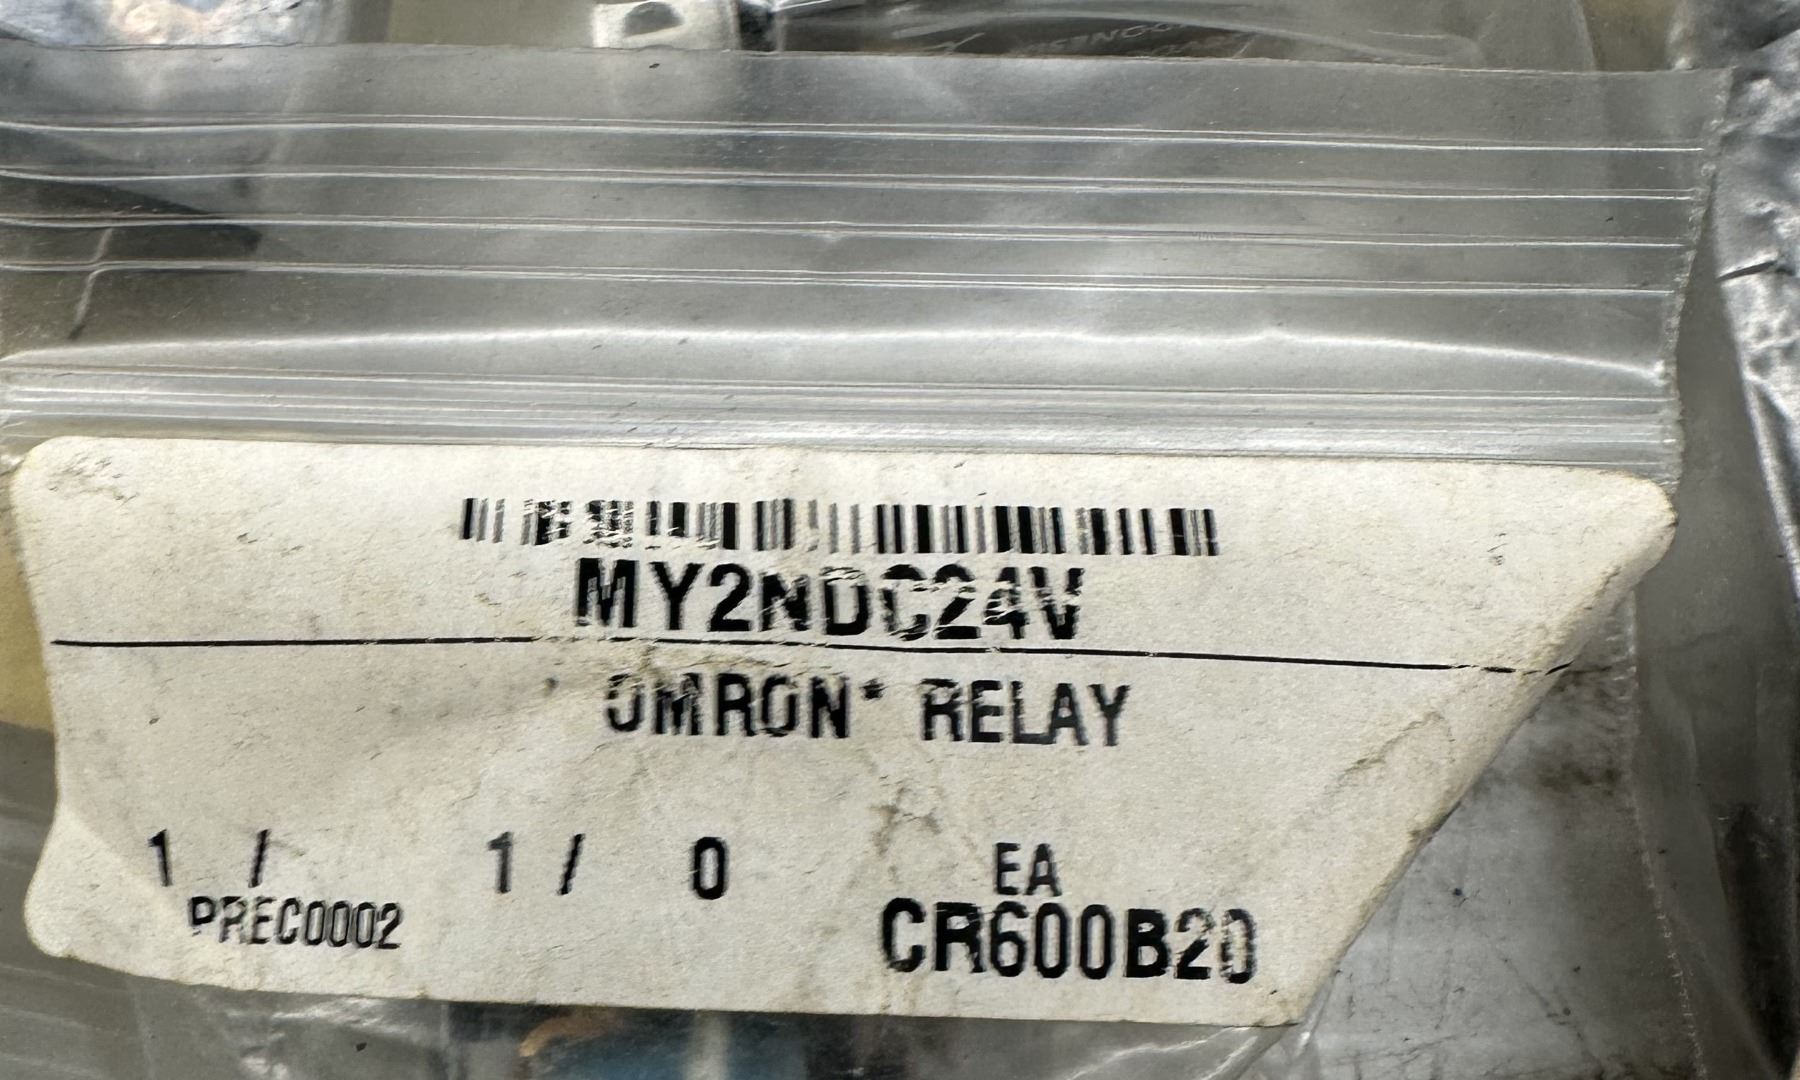 MY2NDC24V
OMRON* RELAY
1 / 1 / 0 EA
PREC0002 CR600B20